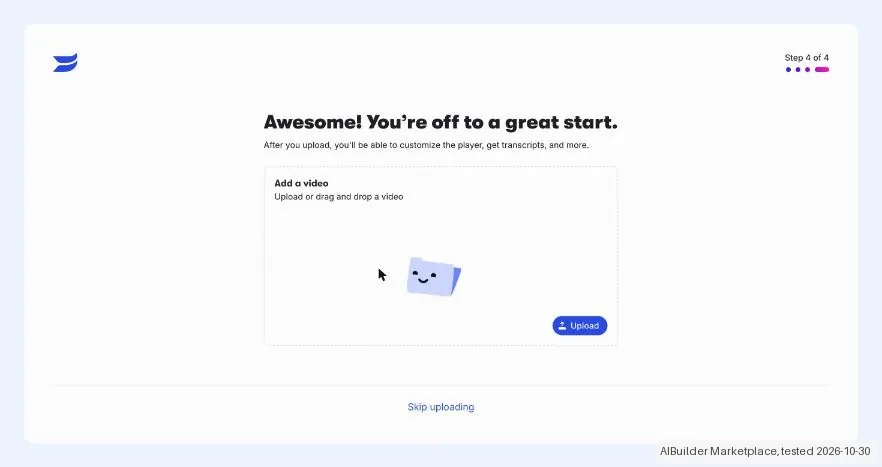 Step 4 of 4
Awesome! You’re off to a great start.
After you upload, you'll be able to customize the player, get transcripts, and more.
Add a video
Upload or drag and drop a video
Upload
Skip uploading
AIBuilder Marketplace, tested 2026-10-30